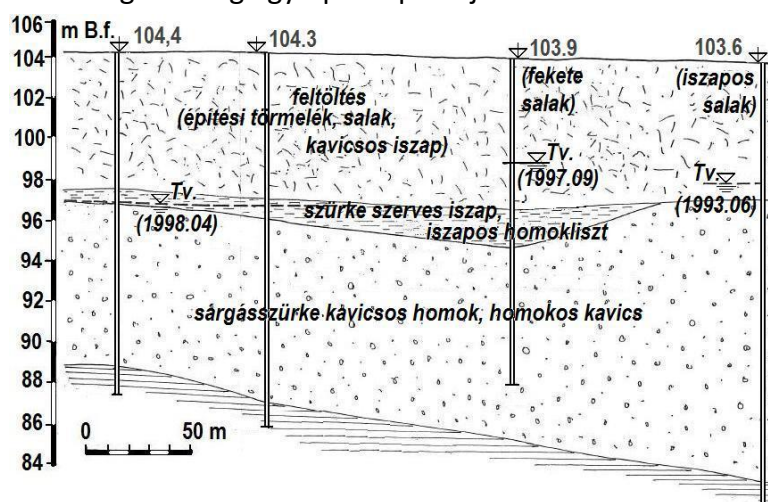 106
m B.f.
104,4
104.3
103.9
103.6
104
102
100
98
96
94
92
90
88
86
84
feltöltés
(építési törmelék, salak,
kavicsos iszap)
(fekete
salak)
(iszapos
salak)
Tv.
(1998.04)
Tv.
(1997.09)
Tv.
(1993.06)
szürke szerves iszap,
iszapos homokliszt
sárgásszürke kavicsos homok, homokos kavics
0
50 m